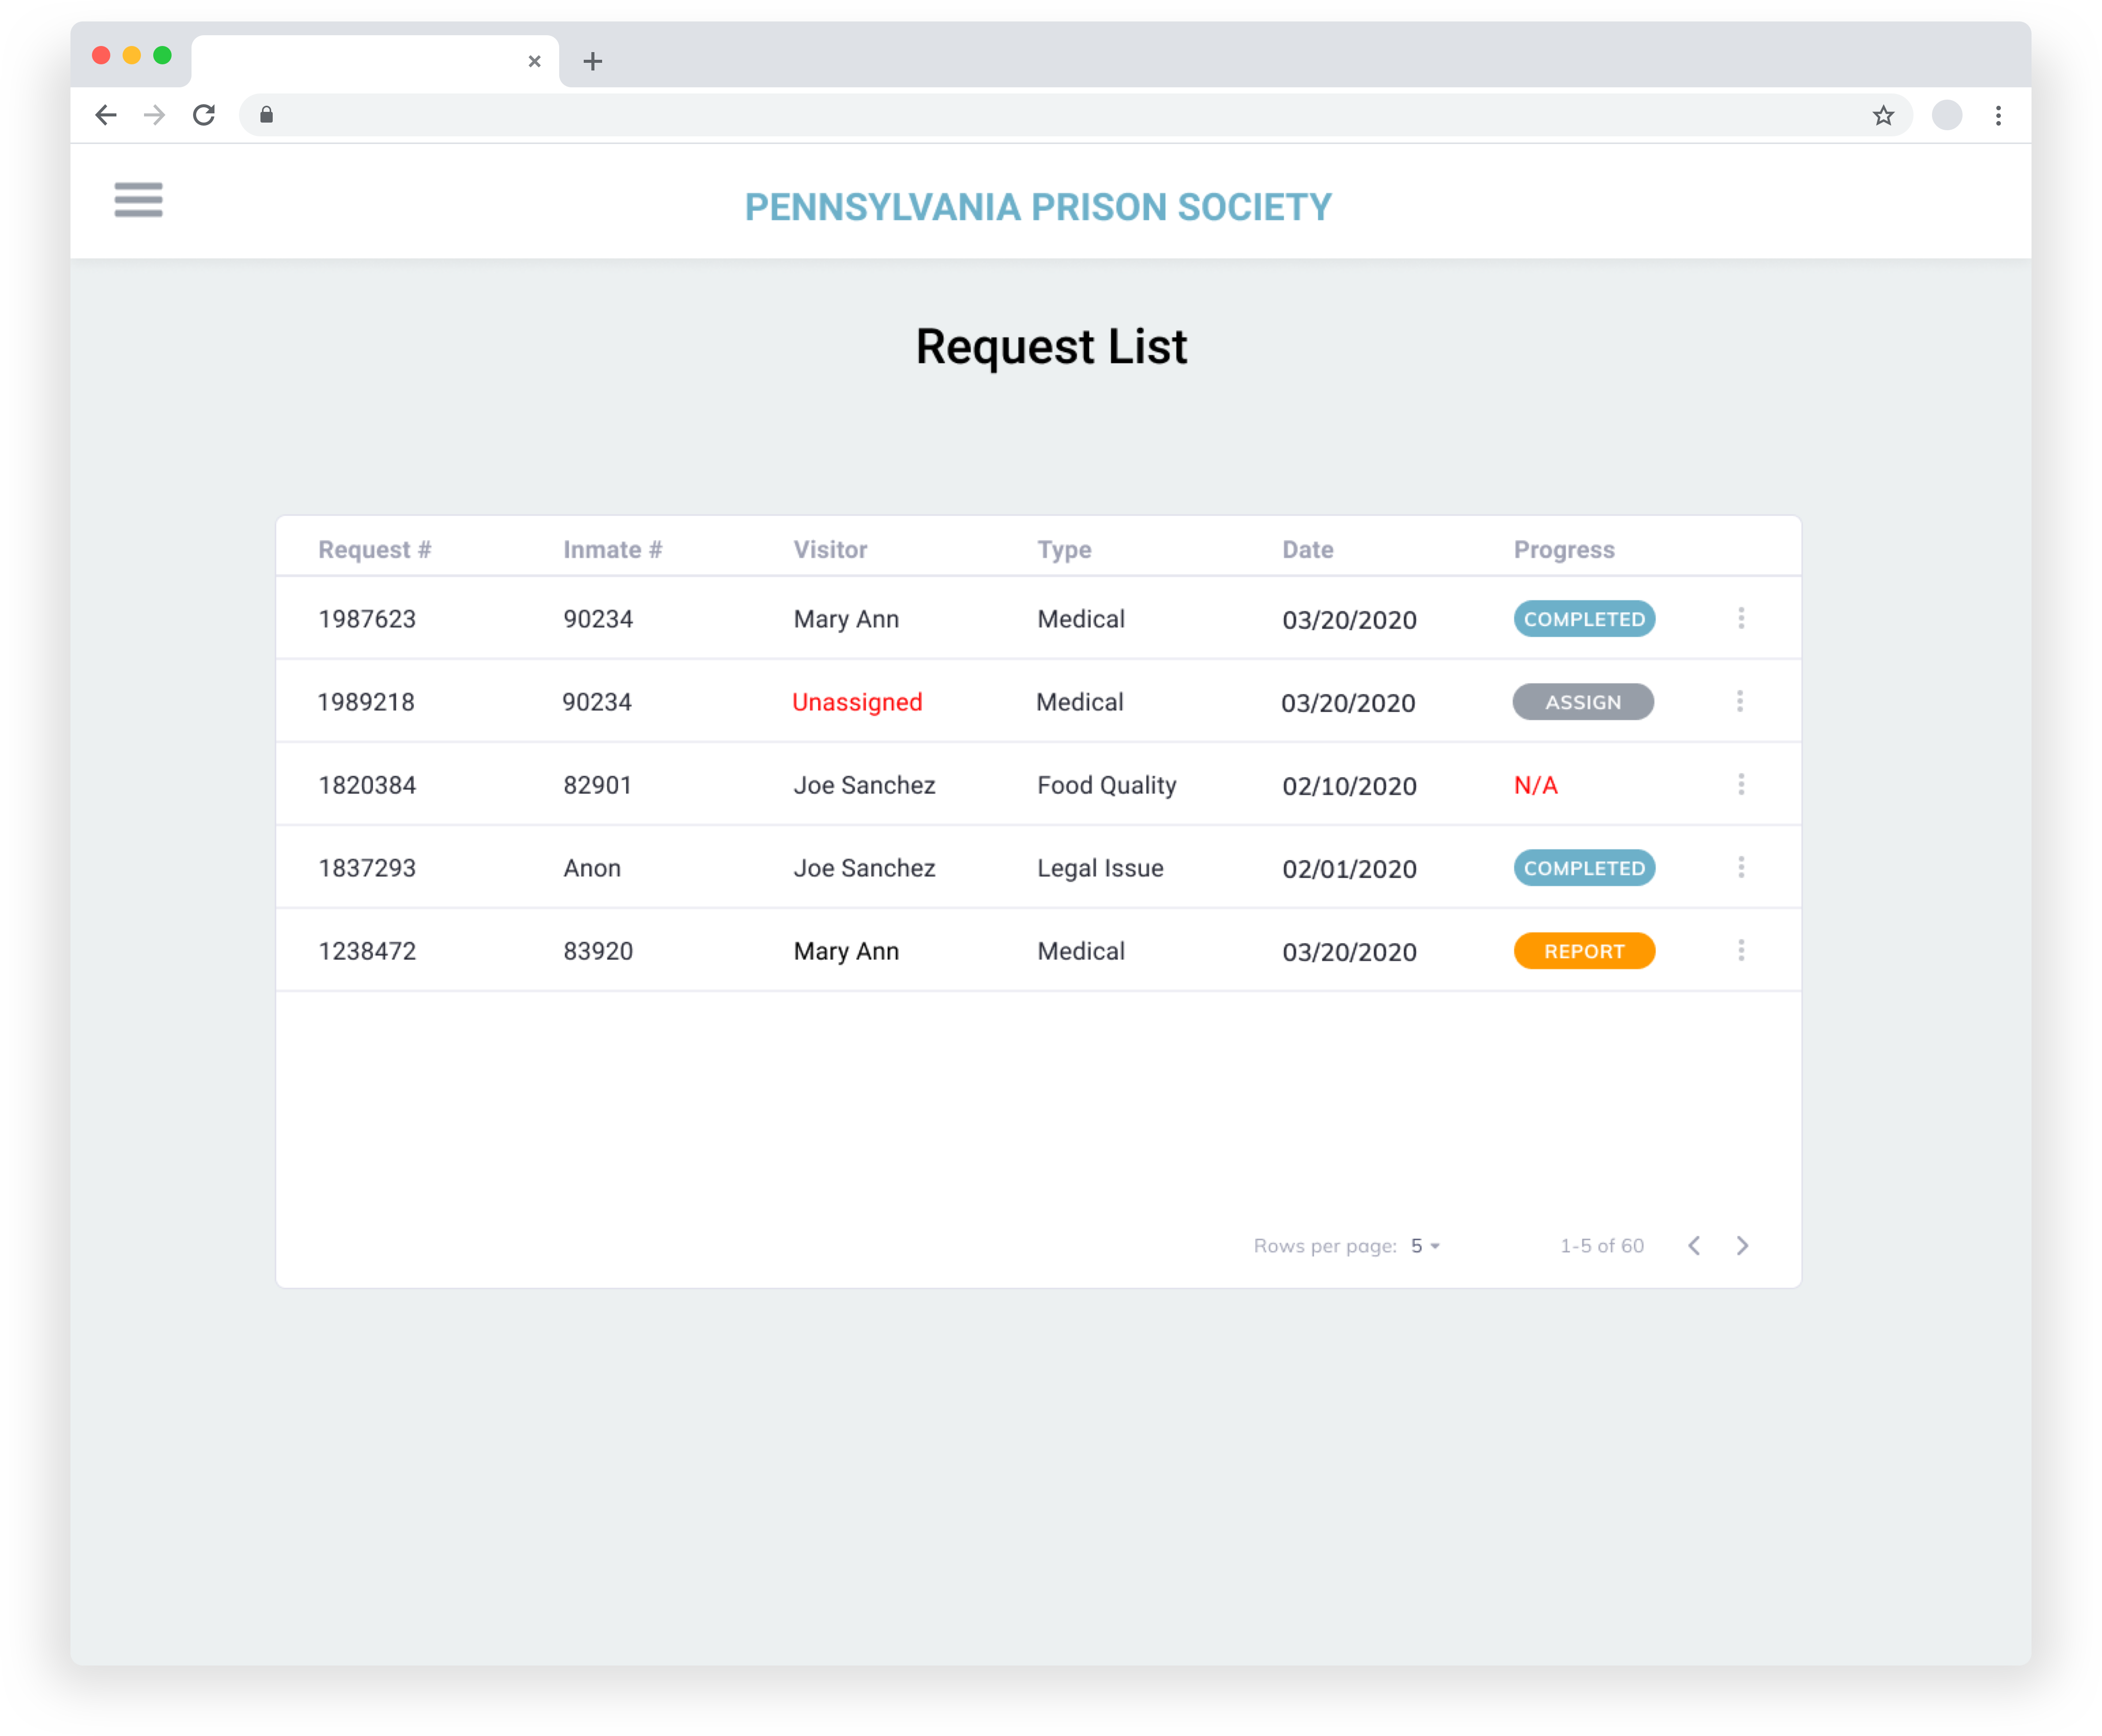 PENNSYLVANIA PRISON SOCIETY
Request List
Request # Inmate # Visitor Type Date Progress
1987623 90234 Mary Ann Medical 03/20/2020 COMPLETED
1989218 90234 Unassigned Medical 03/20/2020 ASSIGN
1820384 82901 Joe Sanchez Food Quality 02/10/2020 N/A
1837293 Anon Joe Sanchez Legal Issue 02/01/2020 COMPLETED
1238472 83920 Mary Ann Medical 03/20/2020 REPORT
Rows per page: 5 1-5 of 60